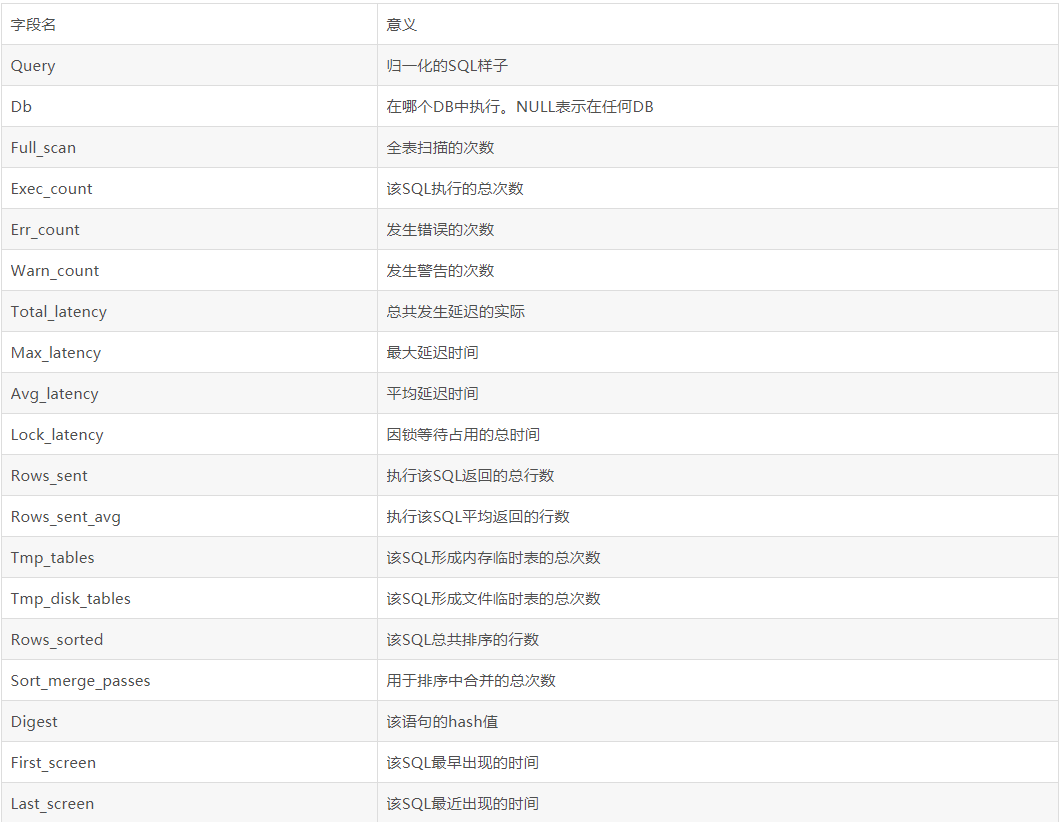 字段名 意义
Query 归一化的SQL样子
Db 在哪个DB中执行。NULL表示在任何DB
Full_scan 全表扫描的次数
Exec_count 该SQL执行的总次数
Err_count 发生错误的次数
Warn_count 发生警告的次数
Total_latency 总共发生延迟的实际
Max_latency 最大延迟时间
Avg_latency 平均延迟时间
Lock_latency 因锁等待占用的总时间
Rows_sent 执行该SQL返回的总行数
Rows_sent_avg 执行该SQL平均返回的行数
Tmp_tables 该SQL形成内存临时表的总次数
Tmp_disk_tables 该SQL形成文件临时表的总次数
Rows_sorted 该SQL总共排序的行数
Sort_merge_passes 用于排序中合并的总次数
Digest 该语句的hash值
First_screen 该SQL最早出现的时间
Last_screen 该SQL最近出现的时间